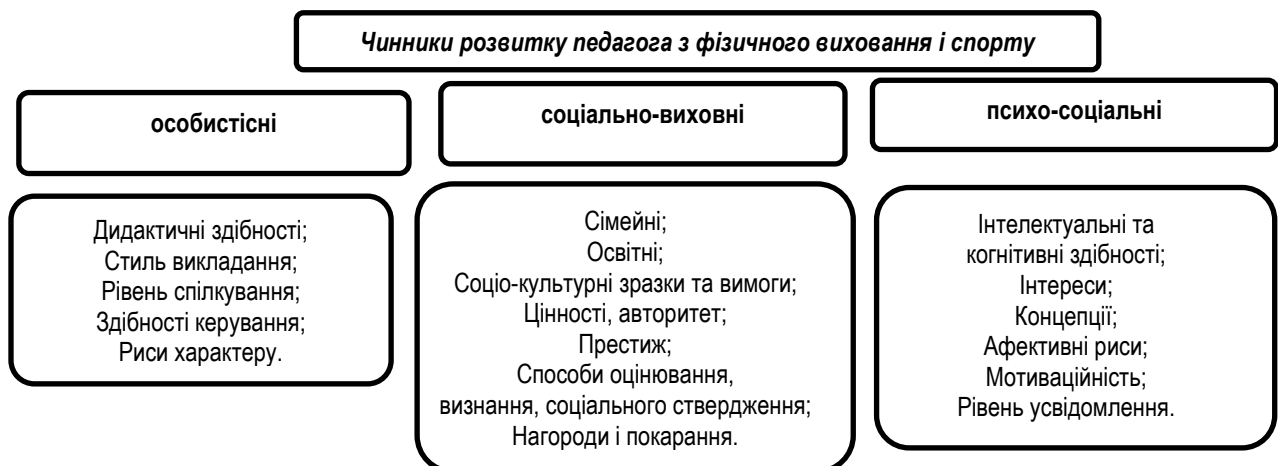 Чинники розвитку педагога з фізичного виховання і спорту
особистісні
соціально-виховні
психо-соціальні
Дидактичні здібності;
Стиль викладання;
Рівень спілкування;
Здібності керування;
Риси характеру.
Сімейні;
Освітні;
Соціо-культурні зразки та вимоги;
Цінності, авторитет;
Престиж;
Способи оцінювання,
визнання, соціального ствердження;
Нагороди і покарання.
Інтелектуальні та
когнітивні здібності;
Інтереси;
Концепції;
Афективні риси;
Мотиваційність;
Рівень усвідомлення.